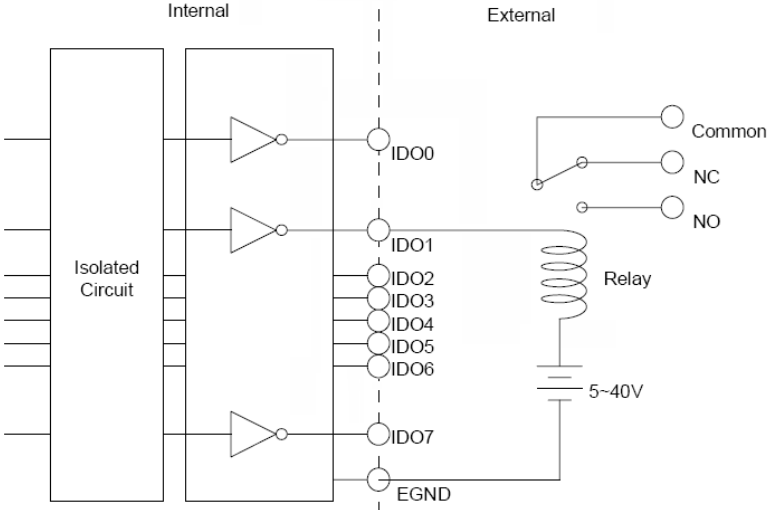 Internal
External
Common
IDO0
NC
NO
IDO1
Isolated
Circuit
IDO2
Relay
IDO3
IDO4
IDO5
IDO6
5~40V
IDO7
EGND